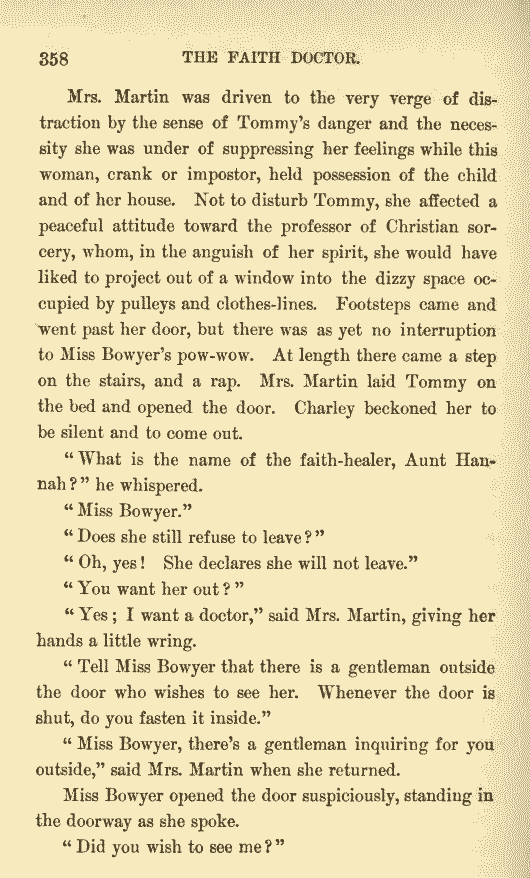 358 THE FAITH DOCTOR.
Mrs. Martin was driven to the very verge of dis-
traction by the sense of Tommy's danger and the neces-
sity she was under of suppressing her feelings while this
woman, crank or impostor, held possession of the child
and of her house. Not to disturb Tommy, she affected a
peaceful attitude toward the professor of Christian sor-
cery, whom, in the anguish of her spirit, she would have
liked to project out of a window into the dizzy space oc-
cupied by pulleys and clothes-lines. Footsteps came and
went past her door, but there was as yet no interruption
to Miss Bowyer's pow-wow. At length there came a step
on the stairs, and a rap. Mrs. Martin laid Tommy on
the bed and opened the door. Charley beckoned her to
be silent and to come out.
"What is the name of the faith-healer, Aunt Han-
nah?" he whispered.
"Miss Bowyer."
"Does she still refuse to leave?"
"Oh, yes! She declares she will not leave."
"You want her out?"
"Yes; I want a doctor," said Mrs. Martin, giving her
hands a little wring.
"Tell Miss Bowyer that there is a gentleman outside
the door who wishes to see her. Whenever the door is
shut, do you fasten it inside."
"Miss Bowyer, there's a gentleman inquiring for you
outside," said Mrs. Martin when she returned.
Miss Bowyer opened the door suspiciously, standing in
the doorway as she spoke.
"Did you wish to see me?"